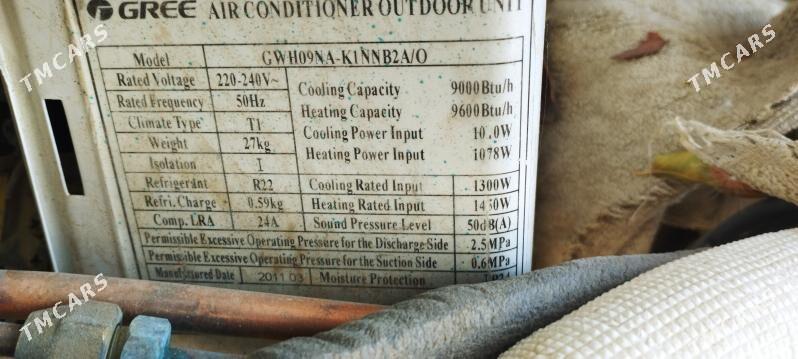 GREE AIR CONDITIONER OUTDOOR UNIT
Model GWH09NA-K1NNB2A/O
Rated Voltage 220-240V~
Cooling Capacity 9000Btu/h
Rated Frequency 50Hz
Heating Capacity 9600Btu/h
Climate Type T1
Cooling Power Input
Weight 27kg
Heating Power Input 1078W
Isolation I
Refrigerant R22
Cooling Rated Input 1300W
Refri. Charge 0.59kg
Heating Rated Input
Comp. LRA 24A
Sound Pressure Level 50dB(A)
Permissible Excessive Operating Pressure for the Discharge Side 2.5MPa
Permissible Excessive Operating Pressure for the Suction Side 0.6MPa
Manufactured Date 2011.03 Moisture Protection
TMCARS
TMCARS
TMCARS
TMCARS